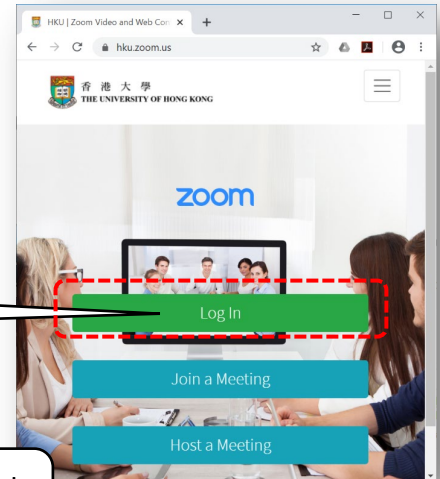 HKU | Zoom Video and Web Con
hku.zoom.us
香 港 大 學
THE UNIVERSITY OF HONG KONG
zoom
Log In
Join a Meeting
Host a Meeting